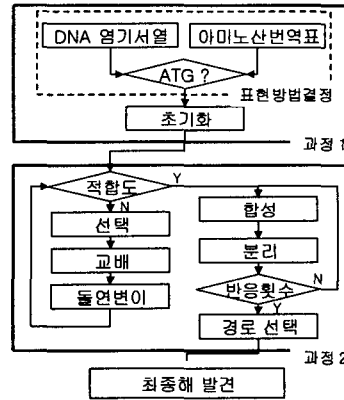 DNA 염기서열
아미노산번역표
ATG ?
표현방법결정
초기화
과정 1
적합도
Y
N
선택
교배
돌연변이
합성
분리
반응횟수
N
Y
경로 선택
과정 2
최종해 발견